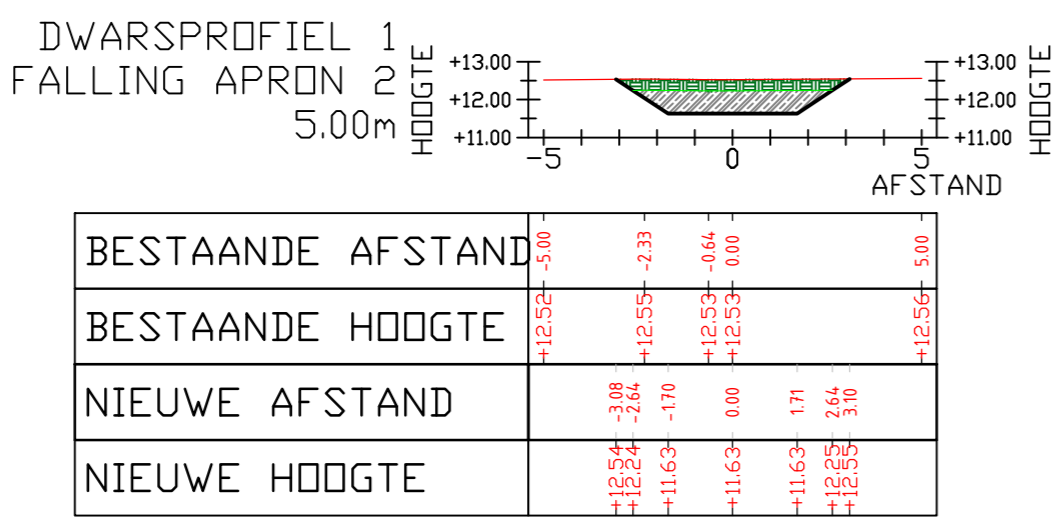 DWARSPROFIEL 1
FALLING APRON 2
5.00m
HOOGTE
+13.00
+12.00
+11.00
-5
0
5
+13.00
+12.00
+11.00
HOOGTE
AFSTAND
BESTAANDE AFSTAND -5.00 -2.33 -0.64 0.00 5.00
BESTAANDE HOOGTE +12.52 +12.55 +12.53 +12.53 +12.56
NIEUWE AFSTAND -3.08 -2.64 -1.70 0.00 1.71 2.64 3.10
NIEUWE HOOGTE +12.54 +12.24 +11.63 +11.63 +11.63 +12.25 +12.55